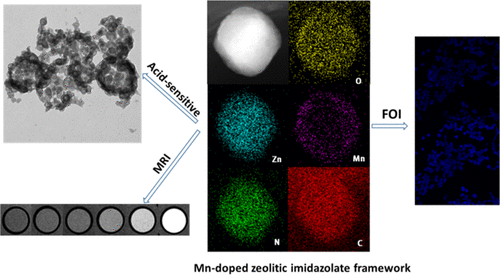 Acid-sensitive
O
Zn
Mn
FOI
MRI
N
C
Mn-doped zeolitic imidazolate framework